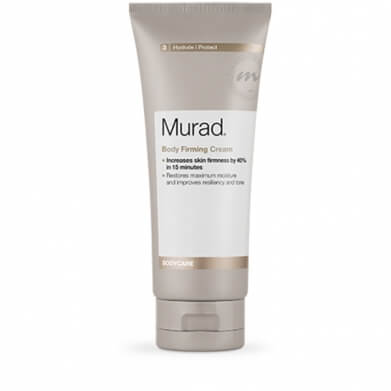 3 Hydrate | Protect
m
Murad.
Body Firming Cream
• Increases skin firmness by 40%
in 15 minutes
• Restores maximum moisture
and improves resiliency and tone
BODYCARE